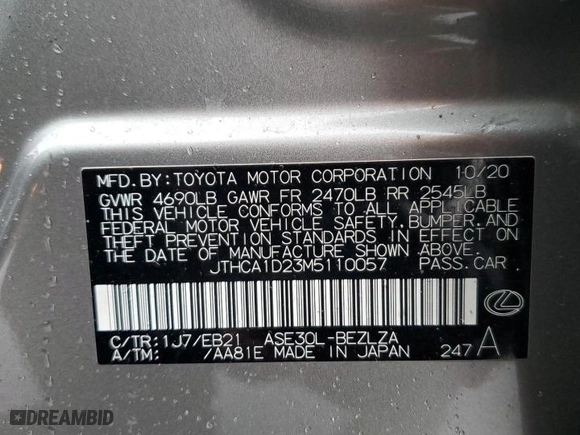 MFD. BY: TOYOTA MOTOR CORPORATION 10/20
GVWR 4690LB GAWR FR 2470LB RR 2545LB
THIS VEHICLE CONFORMS TO ALL APPLICABLE
FEDERAL MOTOR VEHICLE SAFETY, BUMPER, AND
THEFT PREVENTION STANDARDS IN EFFECT ON
THE DATE OF MANUFACTURE SHOWN ABOVE.
JTHCA1D23M5110057 PASS. CAR
C/TR: 1J7/EB21 ASE30L-BEZLZA
A/TM: /AA81E MADE IN JAPAN 247 A
DREAMBID